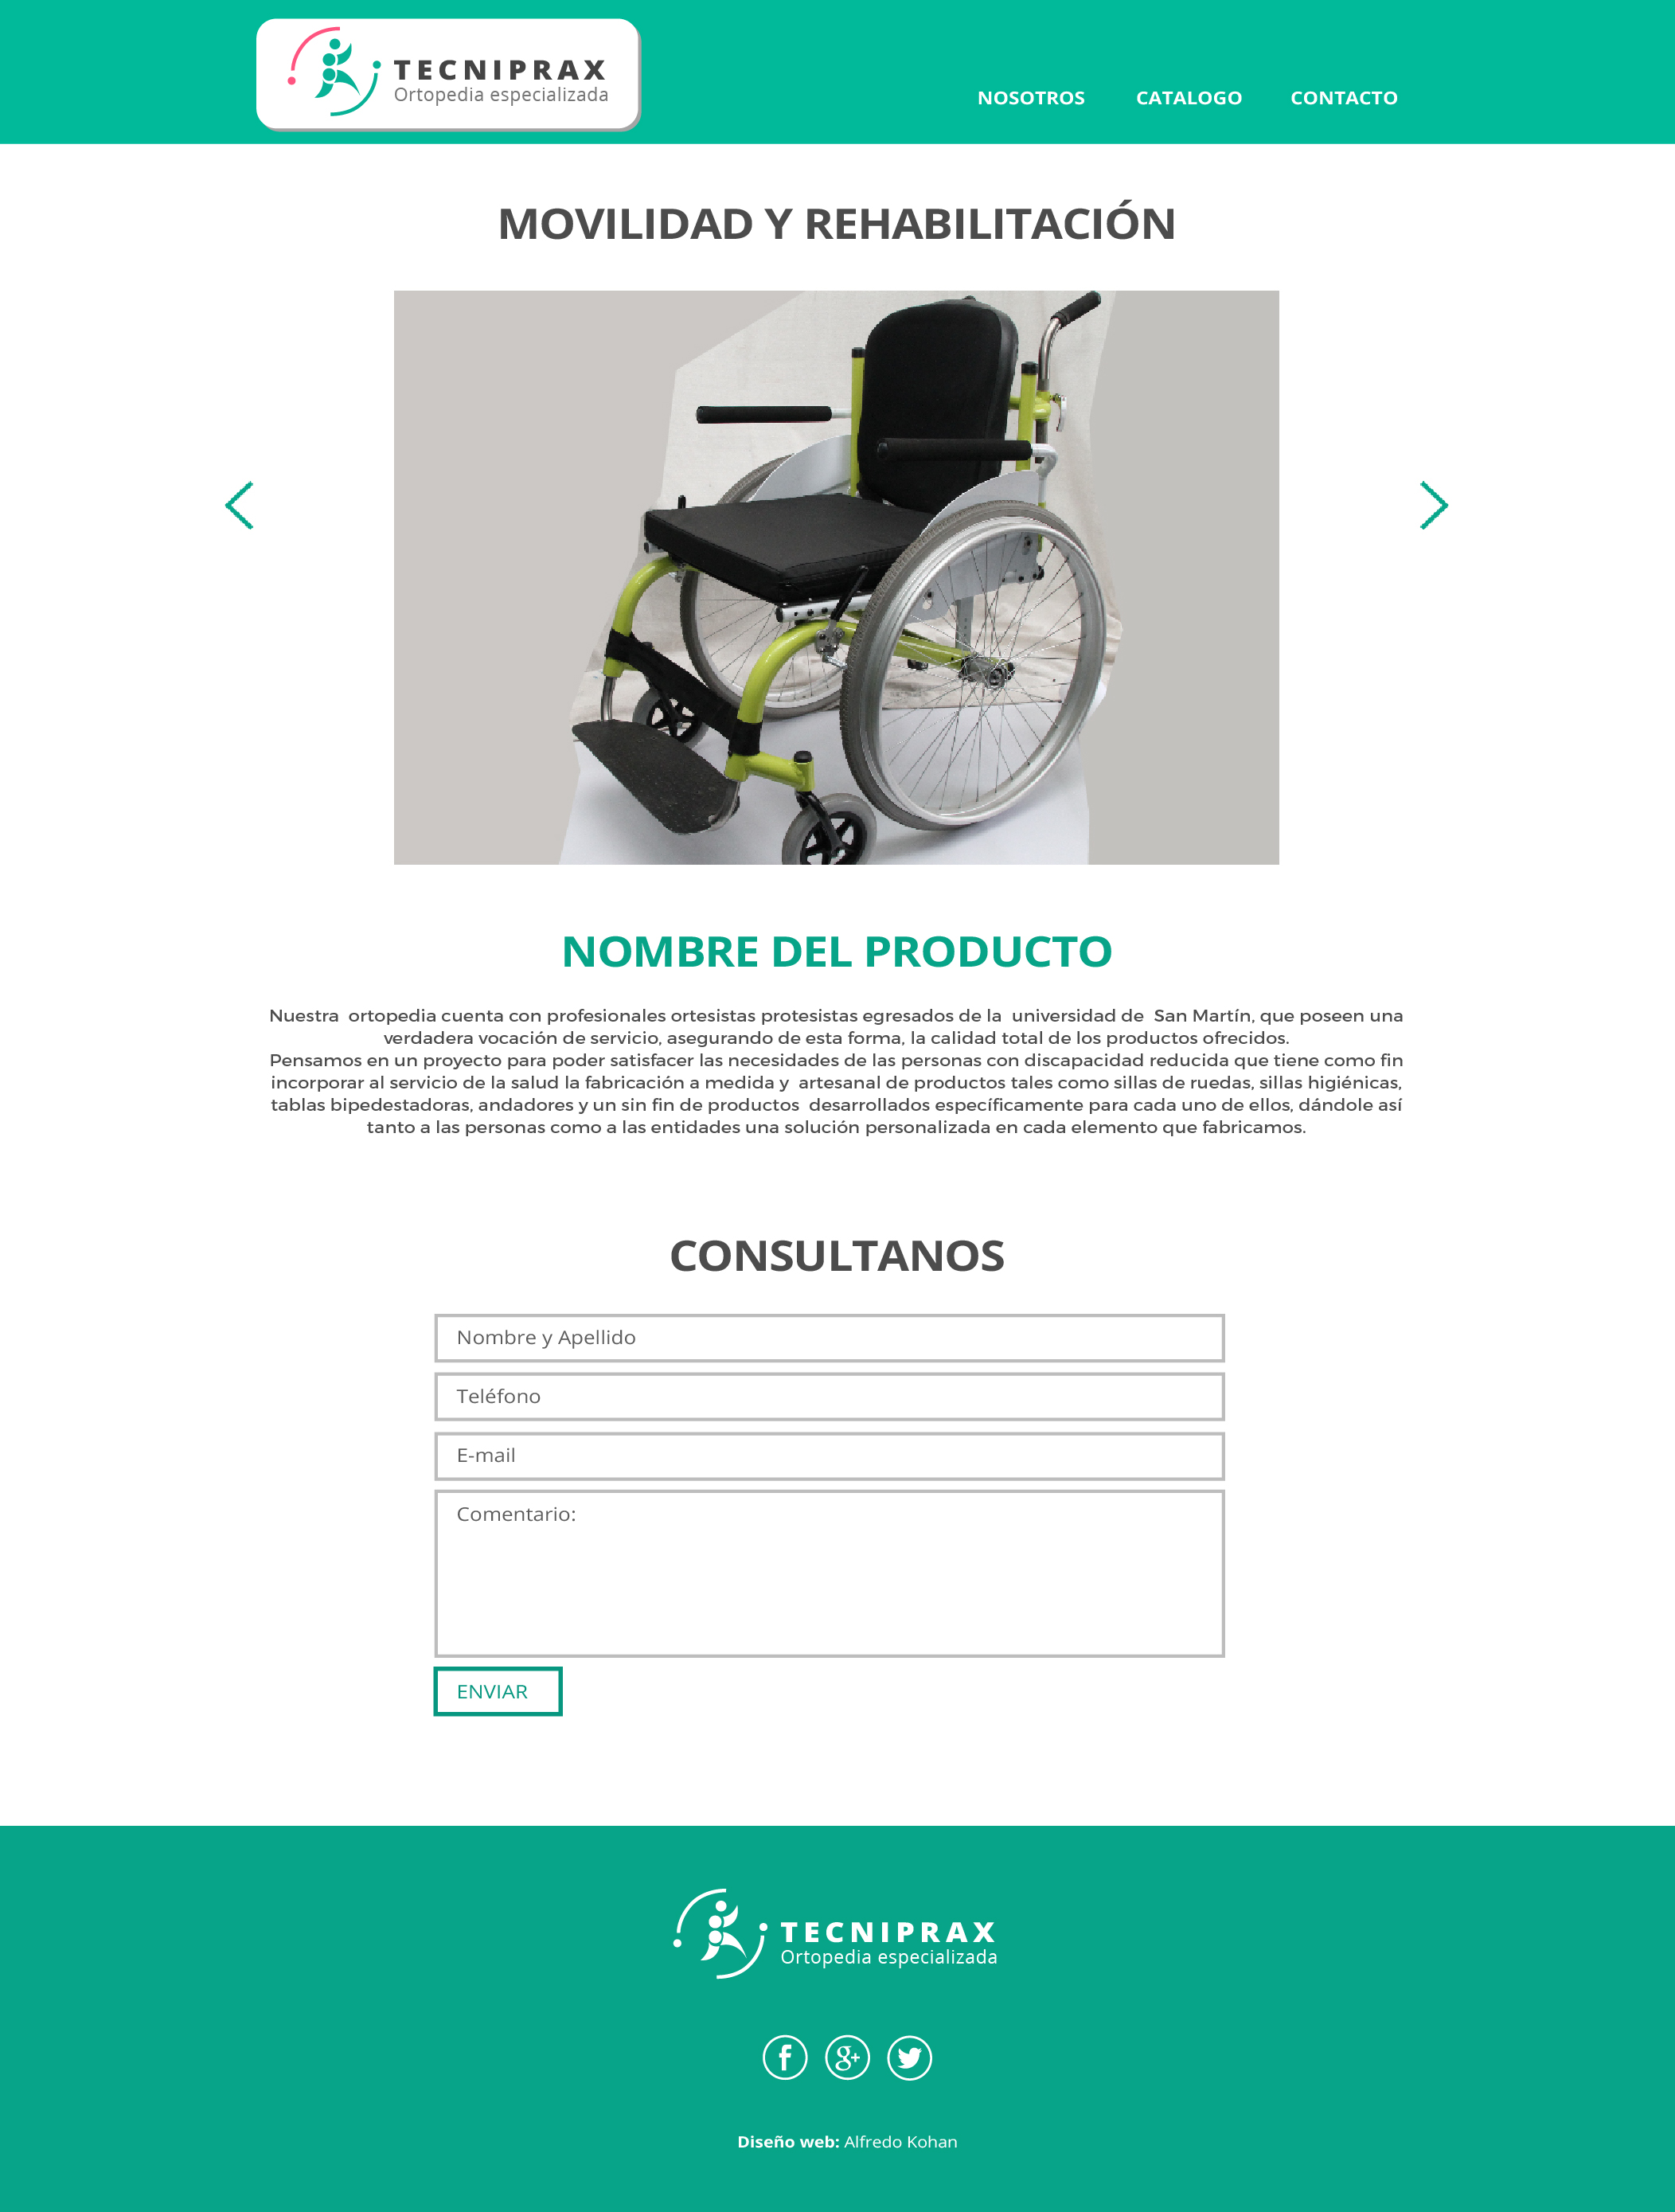 TECNIPRAX
Ortopedia especializada
NOSOTROS CATALOGO CONTACTO
MOVILIDAD Y REHABILITACIÓN
NOMBRE DEL PRODUCTO
Nuestra ortopedia cuenta con profesionales ortesistas protesistas egresados de la universidad de San Martín, que poseen una
verdadera vocación de servicio, asegurando de esta forma, la calidad total de los productos ofrecidos.
Pensamos en un proyecto para poder satisfacer las necesidades de las personas con discapacidad reducida que tiene como fin
incorporar al servicio de la salud la fabricación a medida y artesanal de productos tales como sillas de ruedas, sillas higiénicas,
tablas bipedestadoras, andadores y un sin fin de productos desarrollados específicamente para cada uno de ellos, dándole así
tanto a las personas como a las entidades una solución personalizada en cada elemento que fabricamos.
CONSULTANOS
Nombre y Apellido
Teléfono
E-mail
Comentario:
ENVIAR
TECNIPRAX
Ortopedia especializada
f g+
Diseño web: Alfredo Kohan